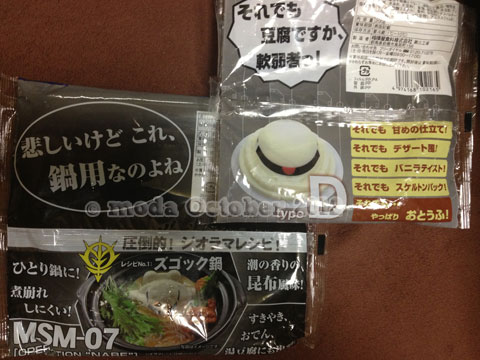 それでも
豆腐ですか、
軟弱者っ!
悲しいけど これ、
鍋用なのよね
それでも 甘めの仕立て!
それでも デザート風!
それでも バニラテイスト!
それでも スケルトンパック!
やっぱり おとうふ!
type D
© moda October
圧倒的!ジオラマレシピ!
レシピNo.1:ズゴック鍋
ひとり鍋に!
煮崩れ
しにくい!
潮の香りの、
昆布風味!
すきやき、
おでん、
湯豆腐にお
MSM-07